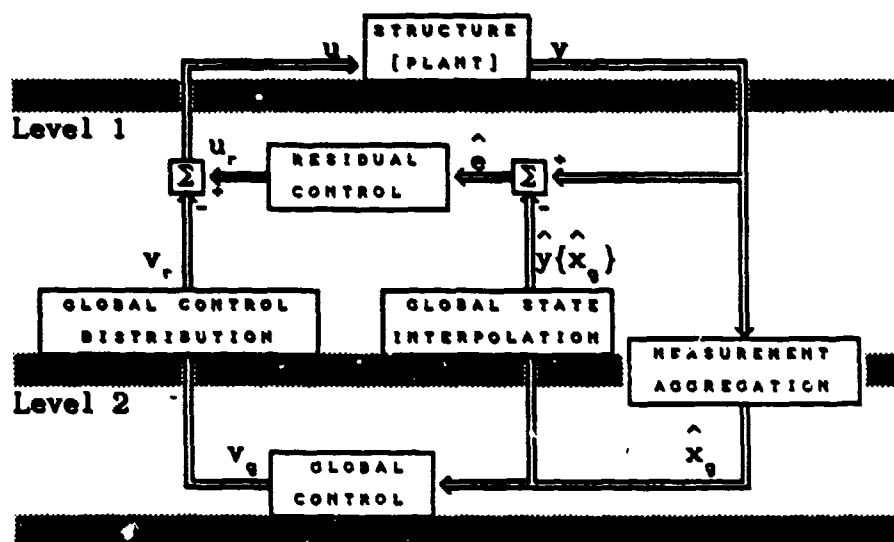 STRUCTURE
[PLANT]
u
y
Level 1
u_r
RESIDUAL
CONTROL
ê
Σ
+
-
Σ
+
-
v_r
ŷ{x̂_g}
GLOBAL CONTROL
DISTRIBUTION
GLOBAL STATE
INTERPOLATION
MEASUREMENT
AGGREGATION
Level 2
v_g
GLOBAL
CONTROL
x̂_g